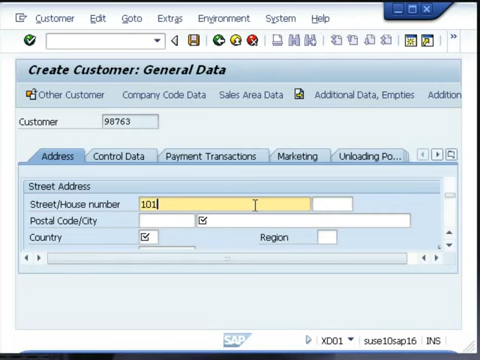 Customer Edit Goto Extras Environment System Help
Create Customer: General Data
Other Customer Company Code Data Sales Area Data Additional Data, Empties Addition
Customer 98763
Address Control Data Payment Transactions Marketing Unloading Po...
Street Address
Street/House number 101
Postal Code/City
Country Region
SAP XD01 suse10sap16 INS